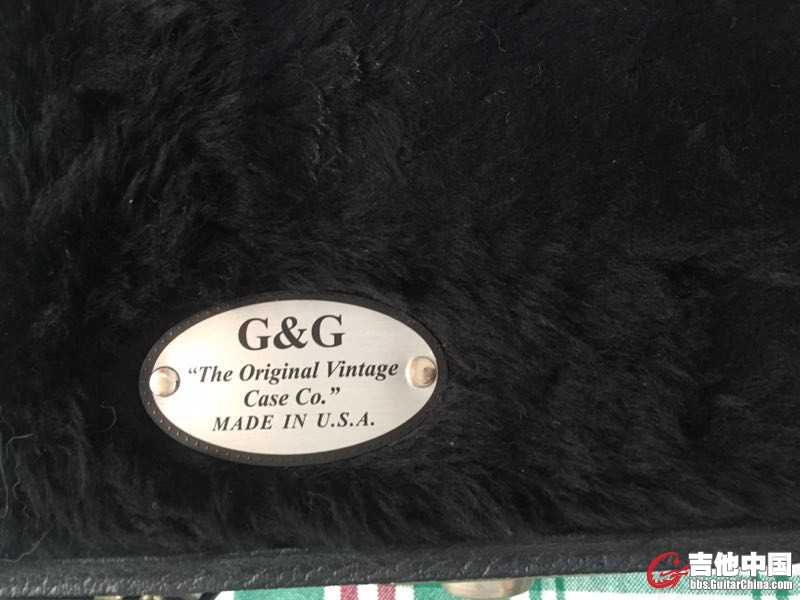 G&G
“The Original Vintage
Case Co.”
MADE IN U.S.A.
吉他中国
bbs.GuitarChina.com